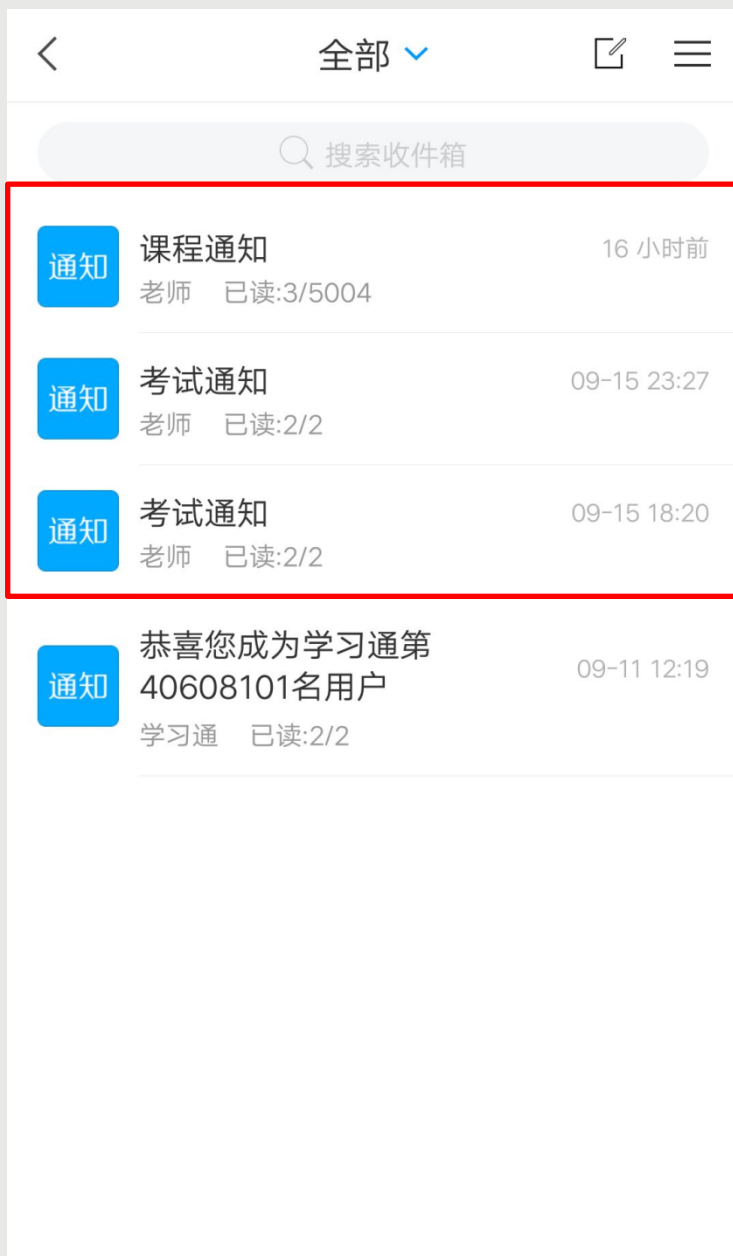 全部
搜索收件箱
通知
课程通知
16 小时前
老师 已读:3/5004
通知
考试通知
09-15 23:27
老师 已读:2/2
通知
考试通知
09-15 18:20
老师 已读:2/2
通知
恭喜您成为学习通第
40608101名用户
09-11 12:19
学习通 已读:2/2